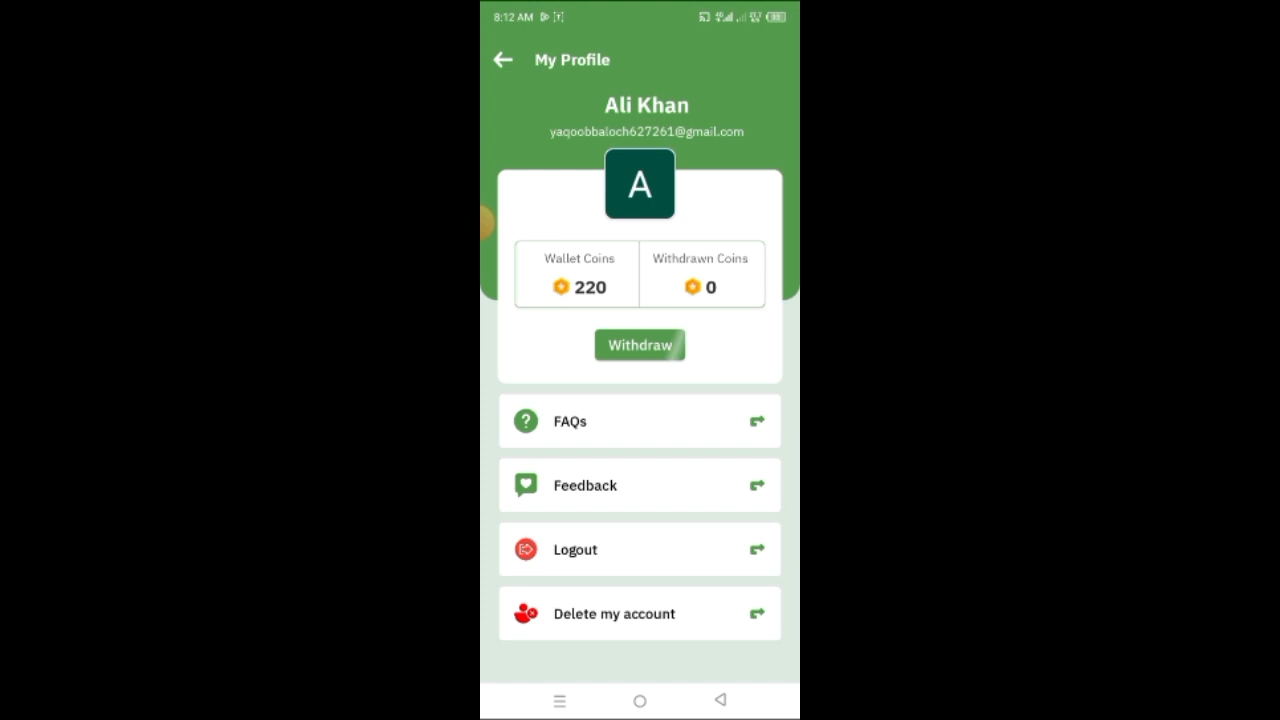 8:12 AM
My Profile
Ali Khan
yaqoobbaloch627261@gmail.com
A
Wallet Coins Withdrawn Coins
220 0
Withdraw
FAQs
Feedback
Logout
Delete my account